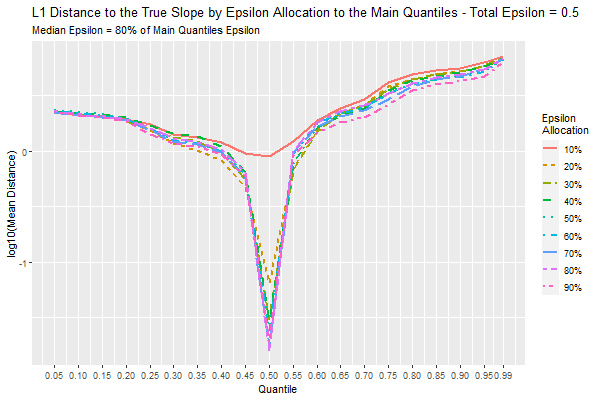 L1 Distance to the True Slope by Epsilon Allocation to the Main Quantiles - Total Epsilon = 0.5
Median Epsilon = 80% of Main Quantiles Epsilon
log10(Mean Distance)
0
-1
0.05 0.10 0.15 0.20 0.25 0.30 0.35 0.40 0.45 0.50 0.55 0.60 0.65 0.70 0.75 0.80 0.85 0.90 0.95 0.99
Quantile
Epsilon
Allocation
10%
20%
30%
40%
50%
60%
70%
80%
90%